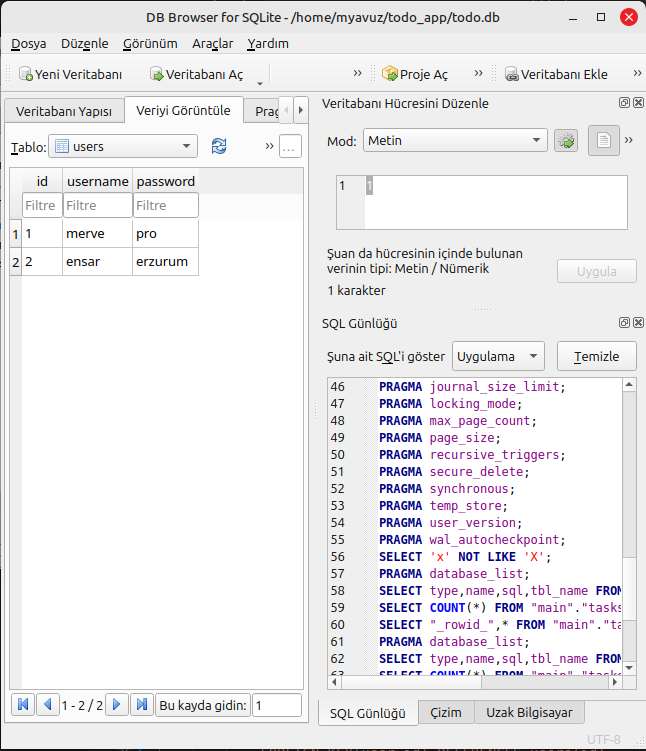 DB Browser for SQLite - /home/myavuz/todo_app/todo.db
Dosya Düzenle Görünüm Araçlar Yardım
Yeni Veritabanı Veritabanı Aç » Proje Aç » Veritabanı Ekle »
Veritabanı Yapısı Veriyi Görüntüle Prag
Tablo: users » ...
id username password
Filtre Filtre Filtre
1 1 merve pro
2 2 ensar erzurum
1 - 2 / 2 Bu kayda gidin: 1
Veritabanı Hücresini Düzenle
Mod: Metin »
1 1
Şuan da hücresinin içinde bulunan
verinin tipi: Metin / Nümerik
Uygula
1 karakter
SQL Günlüğü
Şuna ait SQL'i göster Uygulama Temizle
46 PRAGMA journal_size_limit;
47 PRAGMA locking_mode;
48 PRAGMA max_page_count;
49 PRAGMA page_size;
50 PRAGMA recursive_triggers;
51 PRAGMA secure_delete;
52 PRAGMA synchronous;
53 PRAGMA temp_store;
54 PRAGMA user_version;
55 PRAGMA wal_autocheckpoint;
56 SELECT 'x' NOT LIKE 'X';
57 PRAGMA database_list;
58 SELECT type,name,sql,tbl_name FROM
59 SELECT COUNT(*) FROM "main"."tasks
60 SELECT "_rowid_",* FROM "main"."ta
61 PRAGMA database_list;
62 SELECT type,name,sql,tbl_name FROM
63 SELECT COUNT(*) FROM "main"."tasks
SQL Günlüğü Çizim Uzak Bilgisayar
UTF-8